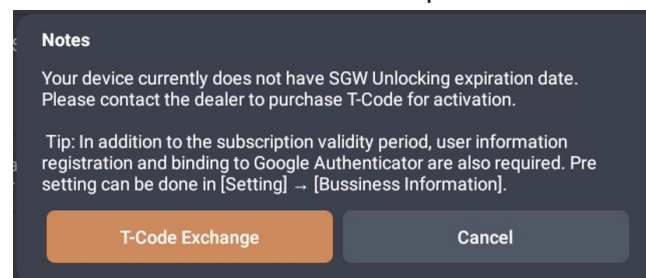 Notes
Your device currently does not have SGW Unlocking expiration date.
Please contact the dealer to purchase T-Code for activation.
Tip: In addition to the subscription validity period, user information
registration and binding to Google Authenticator are also required. Pre
setting can be done in [Setting] → [Bussiness Information].
T-Code Exchange
Cancel